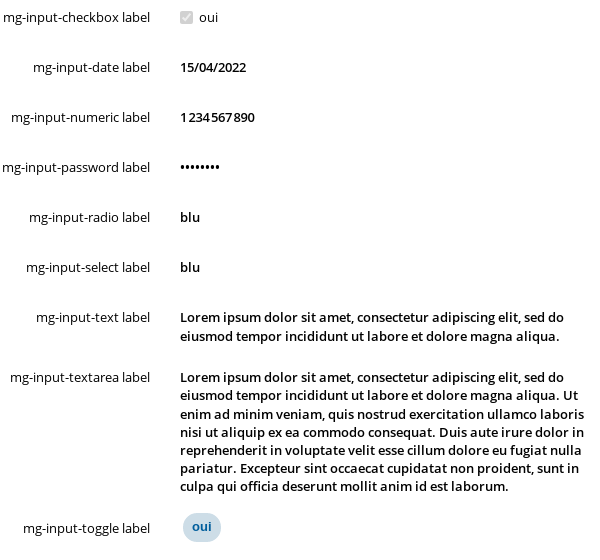 mg-input-checkbox label oui
mg-input-date label 15/04/2022
mg-input-numeric label 1 234 567 890
mg-input-password label ••••••••
mg-input-radio label blu
mg-input-select label blu
mg-input-text label Lorem ipsum dolor sit amet, consectetur adipiscing elit, sed do
eiusmod tempor incididunt ut labore et dolore magna aliqua.
mg-input-textarea label Lorem ipsum dolor sit amet, consectetur adipiscing elit, sed do
eiusmod tempor incididunt ut labore et dolore magna aliqua. Ut
enim ad minim veniam, quis nostrud exercitation ullamco laboris
nisi ut aliquip ex ea commodo consequat. Duis aute irure dolor in
reprehenderit in voluptate velit esse cillum dolore eu fugiat nulla
pariatur. Excepteur sint occaecat cupidatat non proident, sunt in
culpa qui officia deserunt mollit anim id est laborum.
mg-input-toggle label oui